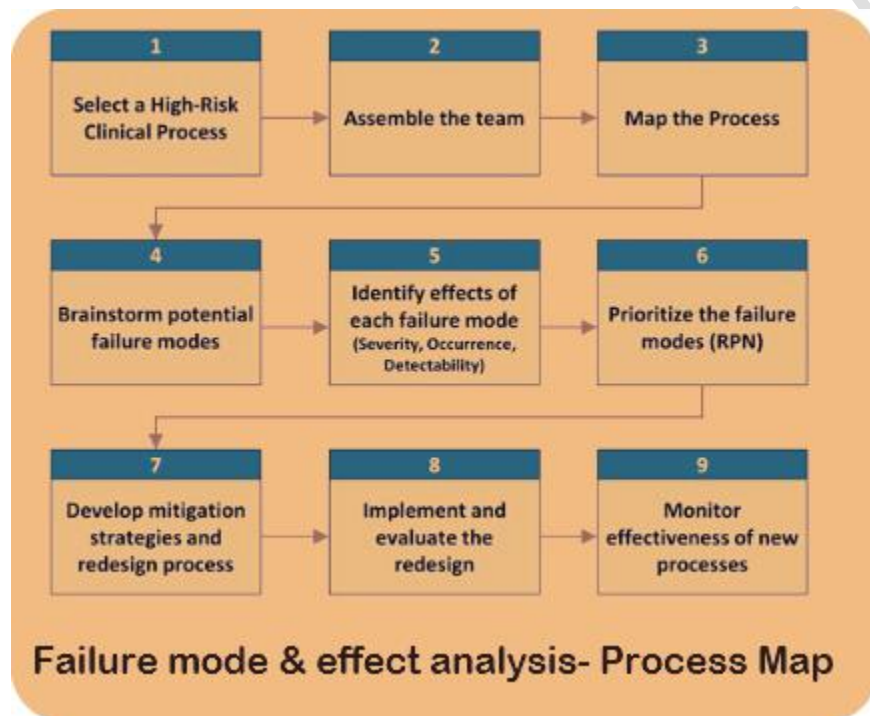 1
Select a High-Risk
Clinical Process
2
Assemble the team
3
Map the Process
4
Brainstorm potential
failure modes
5
Identify effects of
each failure mode
(Severity, Occurrence,
Detectability)
6
Prioritize the failure
modes (RPN)
7
Develop mitigation
strategies and
redesign process
8
Implement and
evaluate the
redesign
9
Monitor
effectiveness of new
processes
Failure mode & effect analysis- Process Map